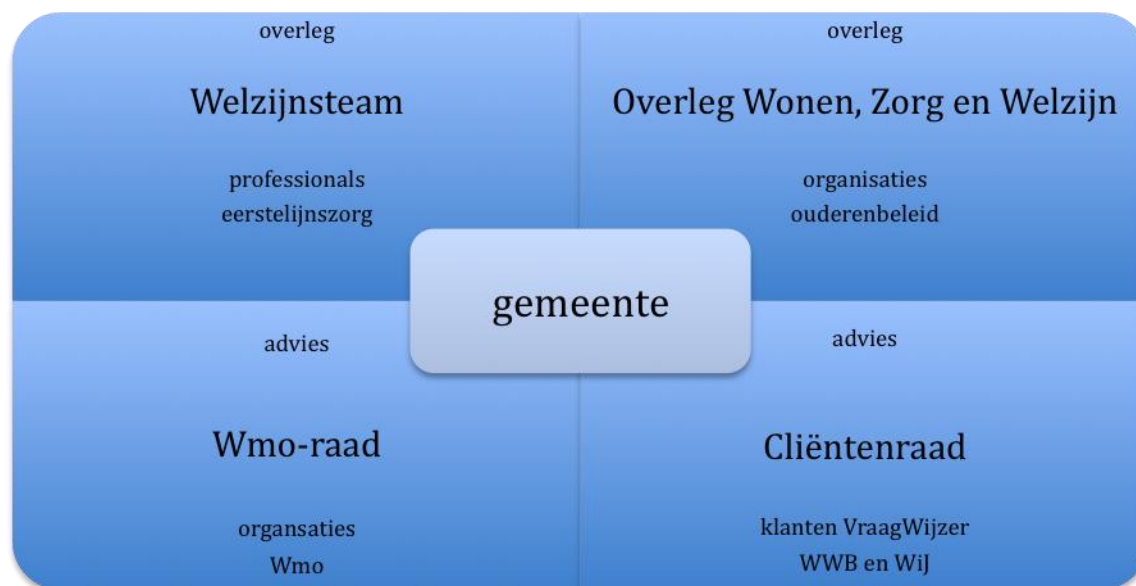 overleg
Welzijnsteam
professionals
eerstelijnszorg
overleg
Overleg Wonen, Zorg en Welzijn
organisaties
ouderenbeleid
gemeente
advies
Wmo-raad
organsaties
Wmo
advies
Cliëntenraad
klanten VraagWijzer
WWB en WiJ